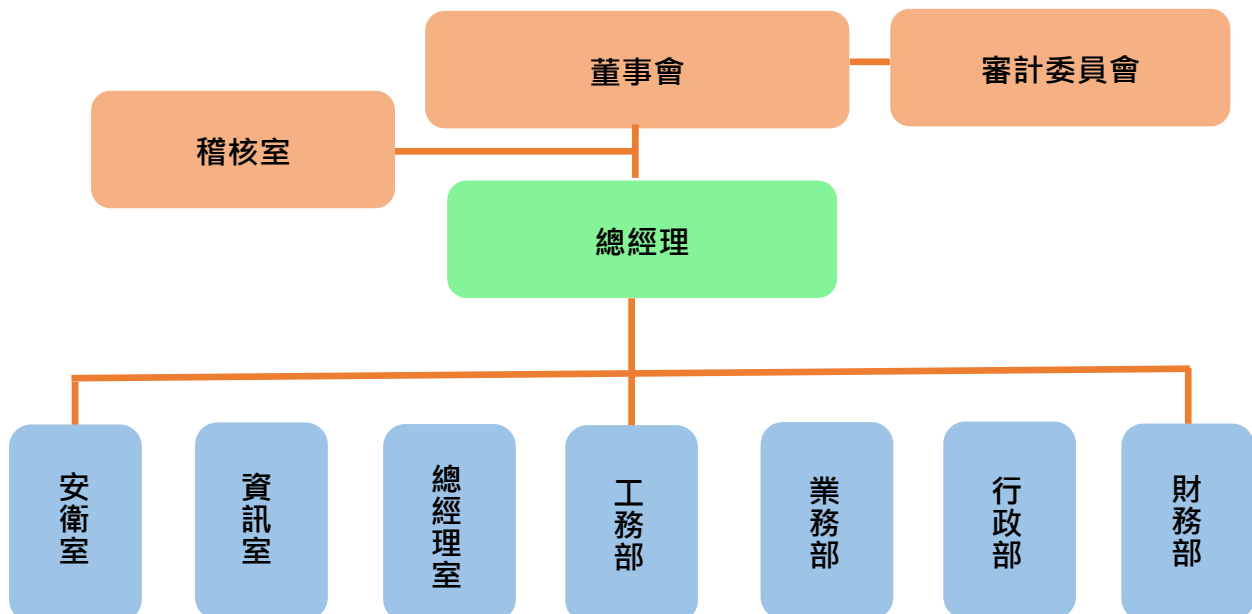 董事會
審計委員會
稽核室
總經理
安衛室
資訊室
總經理室
工務部
業務部
行政部
財務部